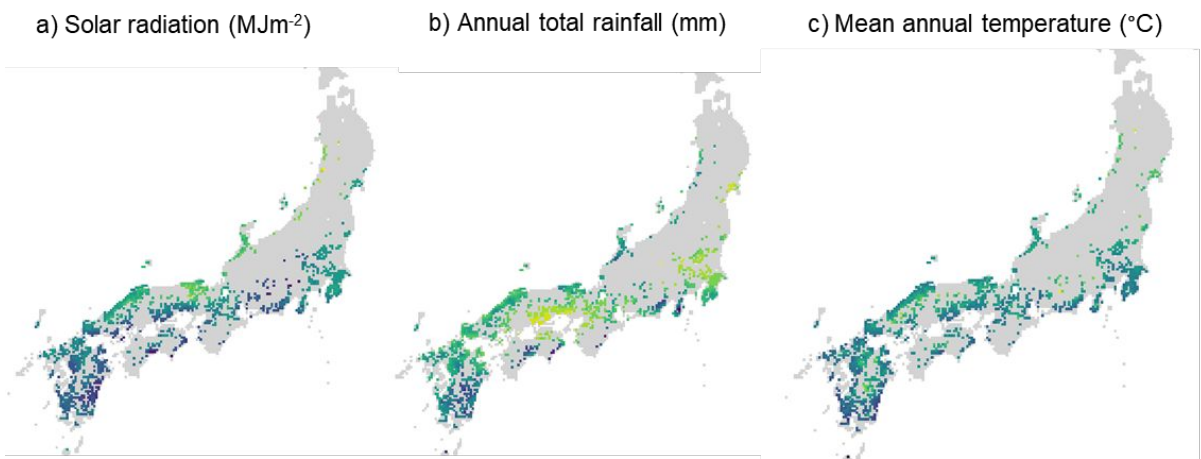 a) Solar radiation (MJm⁻²)
b) Annual total rainfall (mm)
c) Mean annual temperature (°C)